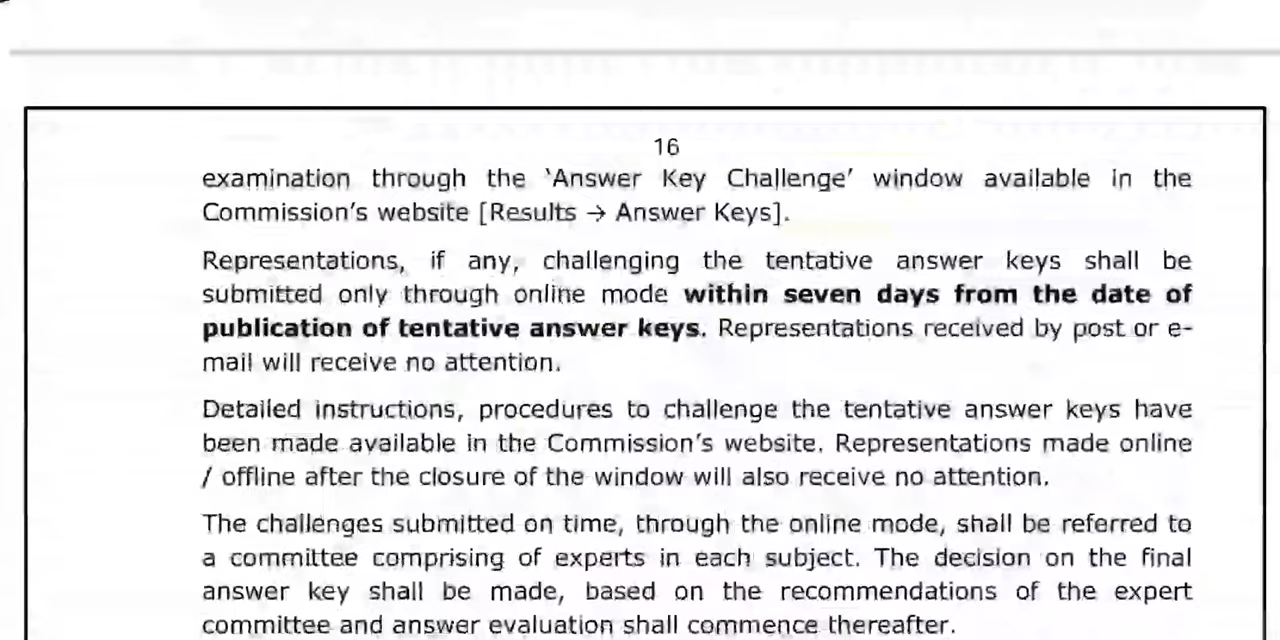 16
examination through the ‘Answer Key Challenge’ window available in the
Commission’s website [Results → Answer Keys].
Representations, if any, challenging the tentative answer keys shall be
submitted only through online mode within seven days from the date of
publication of tentative answer keys. Representations received by post or e-
mail will receive no attention.
Detailed instructions, procedures to challenge the tentative answer keys have
been made available in the Commission’s website. Representations made online
/ offline after the closure of the window will also receive no attention.
The challenges submitted on time, through the online mode, shall be referred to
a committee comprising of experts in each subject. The decision on the final
answer key shall be made, based on the recommendations of the expert
committee and answer evaluation shall commence thereafter.